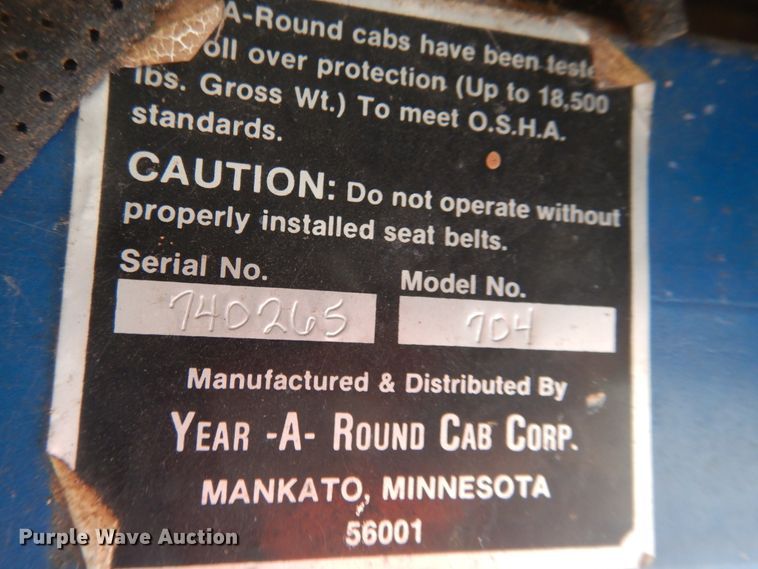 A-Round cabs have been teste
oll over protection (Up to 18,500
lbs. Gross Wt.) To meet O.S.H.A.
standards.
CAUTION: Do not operate without
properly installed seat belts.
Serial No. Model No.
740265 704
Manufactured & Distributed By
YEAR -A- ROUND CAB CORP.
MANKATO, MINNESOTA
56001
Purple Wave Auction